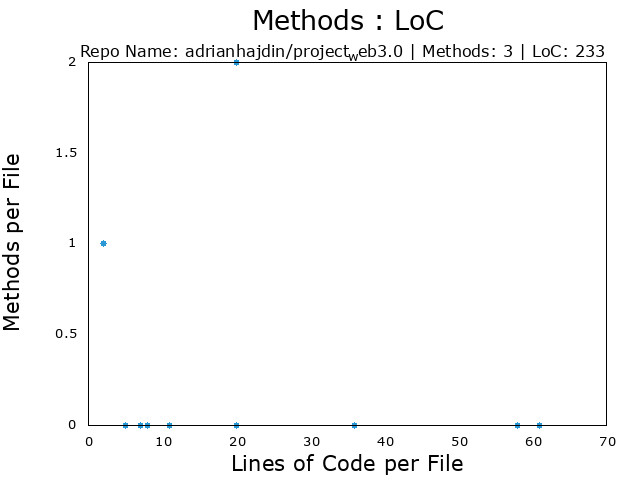 Methods : LoC
Repo Name: adrianhajdin/project_web3.0 | Methods: 3 | LoC: 233
2
1.5
1
0.5
0
Methods per File
0 10 20 30 40 50 60 70
Lines of Code per File